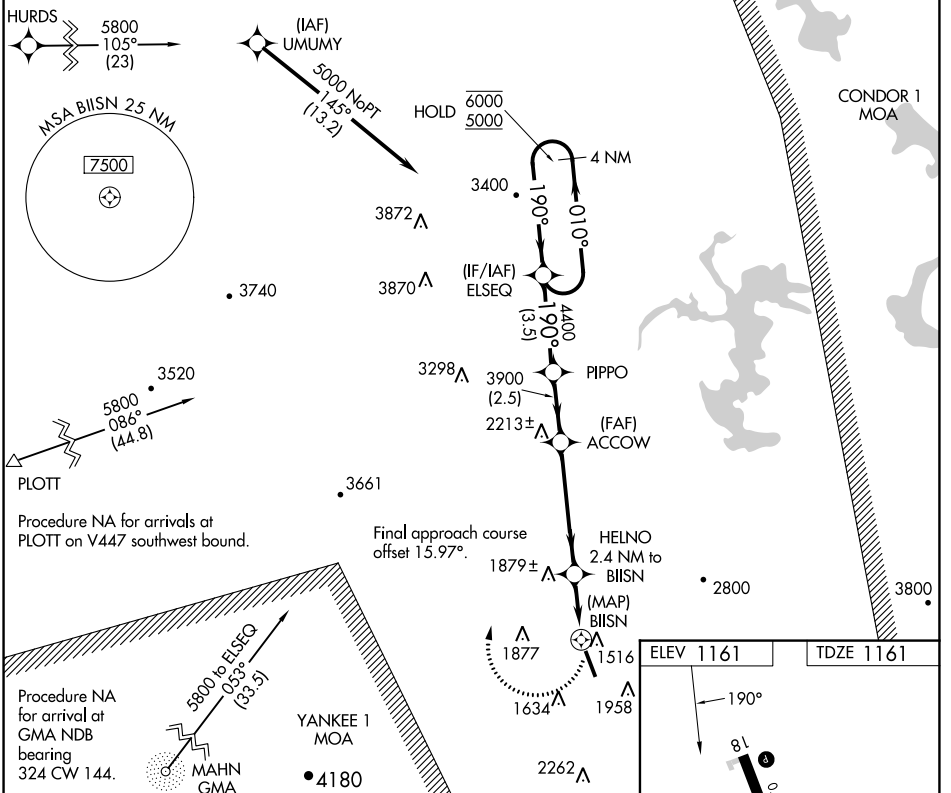 HURDS
5800
105°
(23)
(IAF)
UMUMY
5000 NoPT
145°
(13.2)
HOLD
6000
5000
4 NM
CONDOR 1
MOA
MSA BIISN 25 NM
7500
3400
190°
010°
3872
3870
(IF/IAF)
ELSEQ
3740
4400
190°
(3.5)
3298
PIPPO
3900
(2.5)
3520
5800
086°
(44.8)
2213±
(FAF)
ACCOW
PLOTT
3661
Procedure NA for arrivals at
PLOTT on V447 southwest bound.
Final approach course
offset 15.97°.
HELNO
2.4 NM to
BIISN
1879±
2800
3800
(MAP)
BIISN
1877
1516
ELEV 1161
TDZE 1161
5800 to ELSEQ
053°
(33.5)
Procedure NA
for arrival at
GMA NDB
bearing
324 CW 144.
1634
1958
190°
YANKEE 1
MOA
18
P
MAHN
GMA
4180
2262